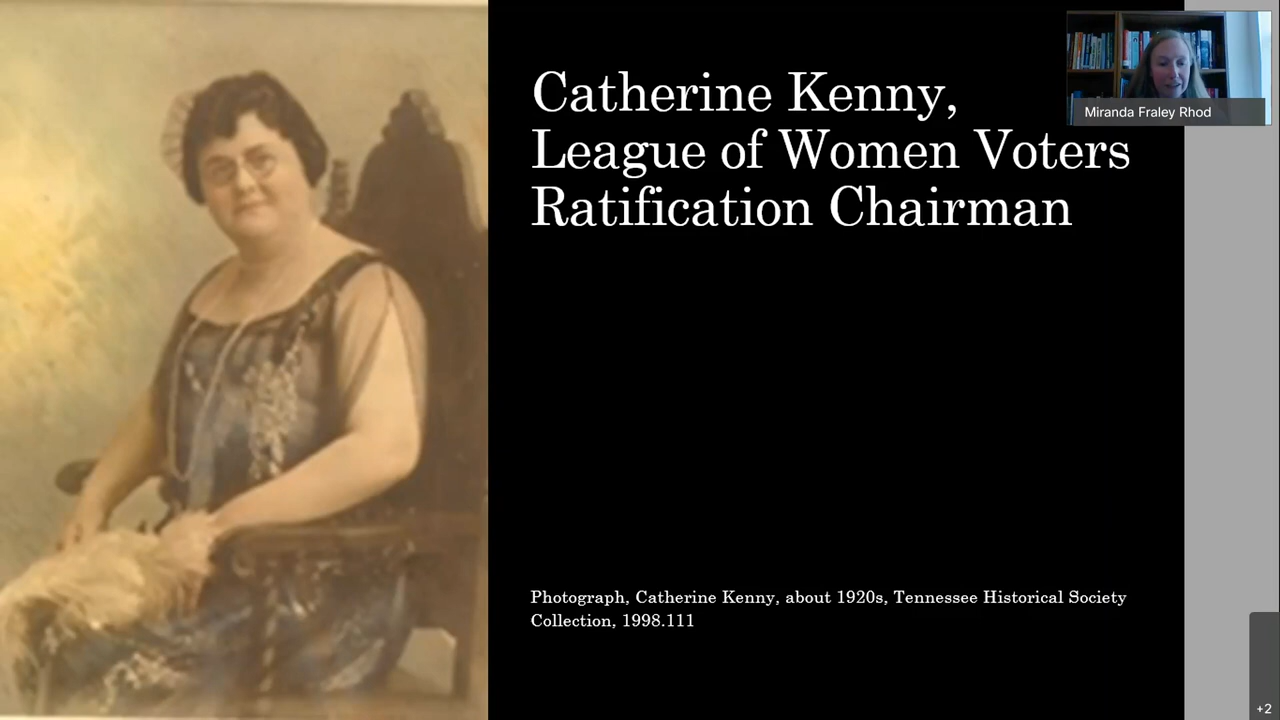 Catherine Kenny,
League of Women Voters
Ratification Chairman
Miranda Fraley Rhod
Photograph, Catherine Kenny, about 1920s, Tennessee Historical Society
Collection, 1998.111
+2